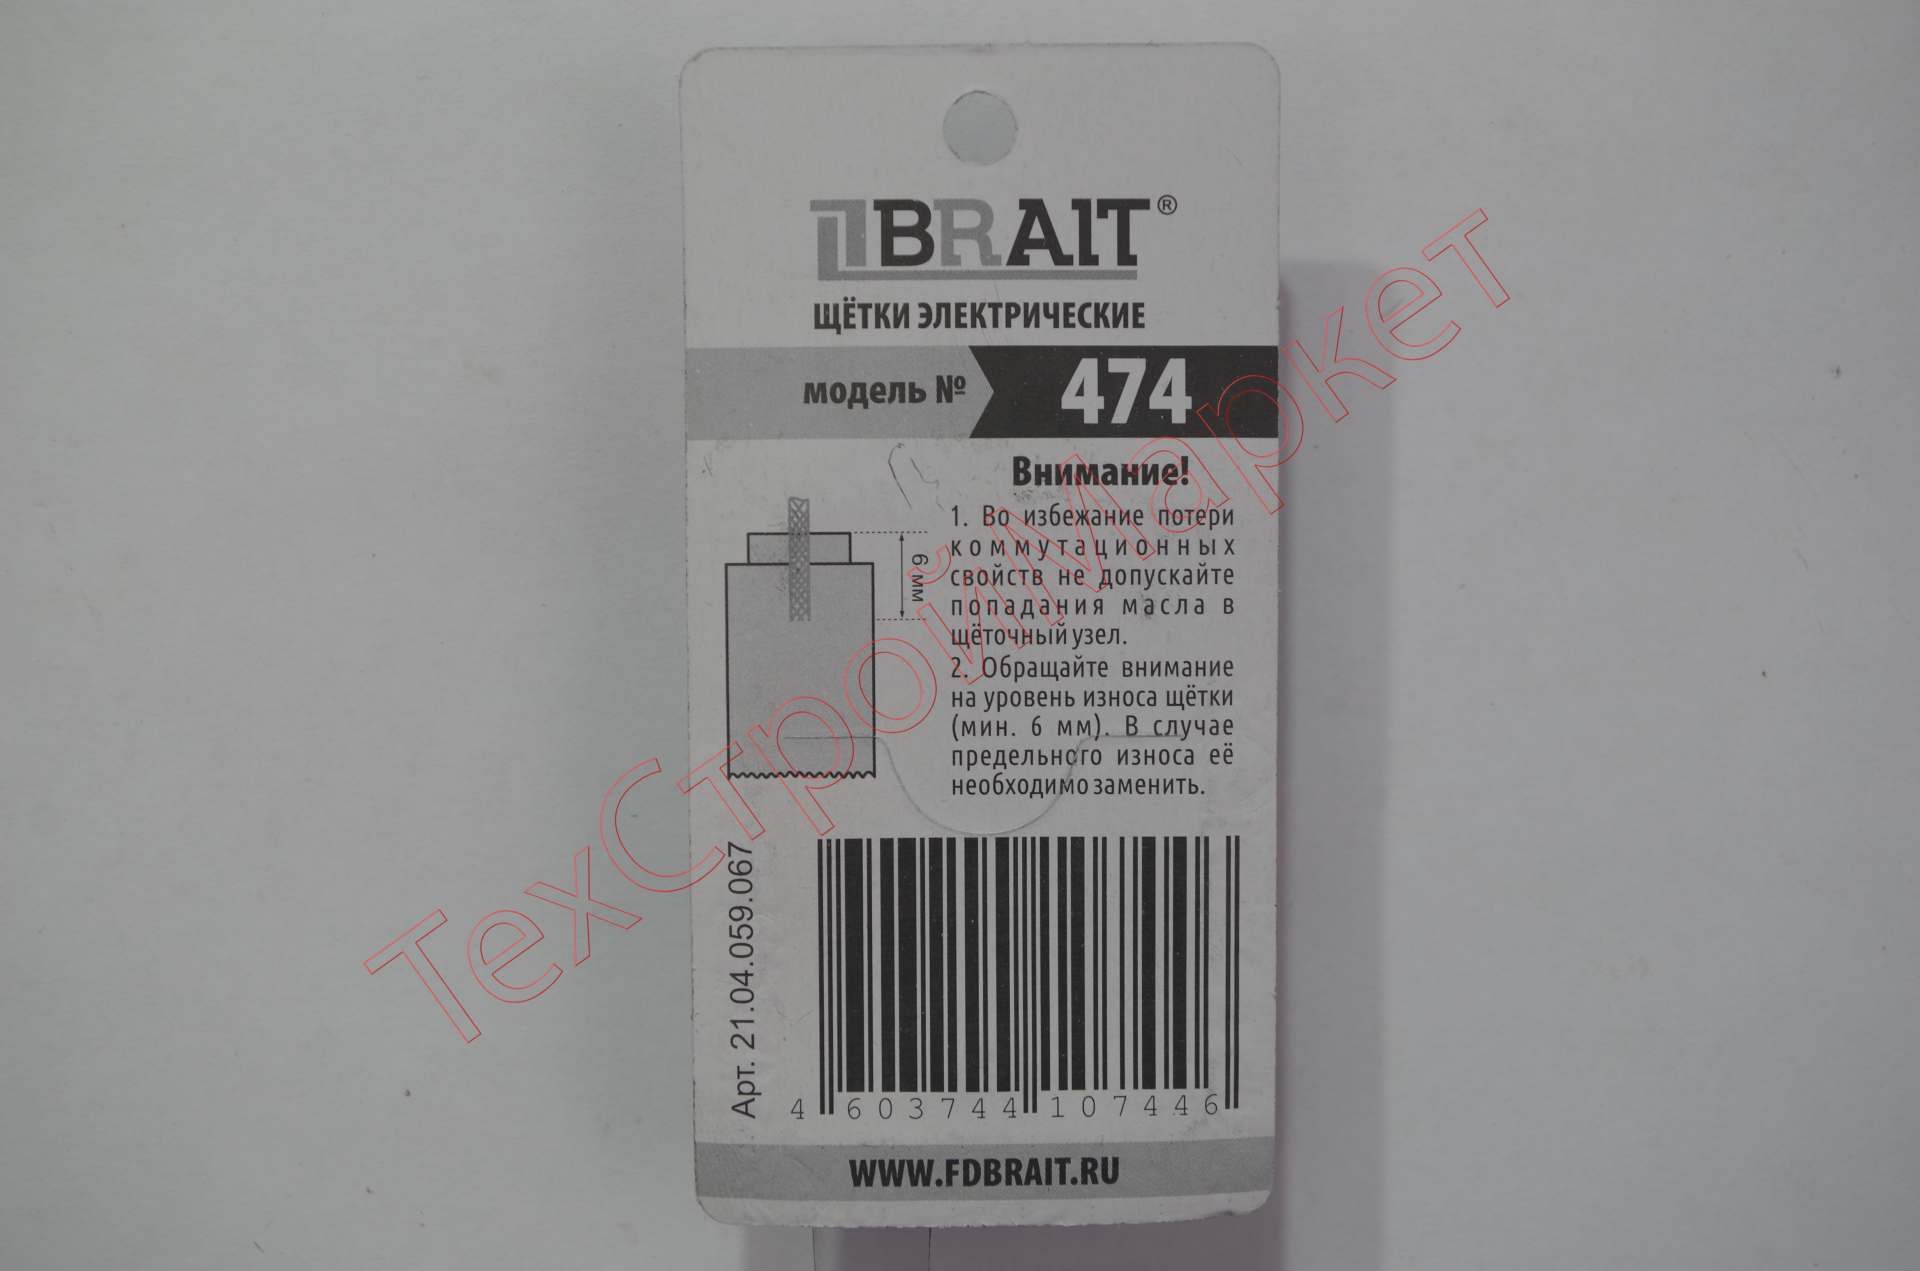 BRAIT®
ЩЁТКИ ЭЛЕКТРИЧЕСКИЕ
модель № 474
Внимание!
1. Во избежание потери
коммутационных
свойств не допускайте
попадания масла в
щёточный узел.
2. Обращайте внимание
на уровень износа щётки
(мин. 6 мм). В случае
предельного износа её
необходимо заменить.
6 мм
Арт. 21.04.059.067
4 603744 107446
WWW.FDBRAIT.RU
ТехСтройМаркет